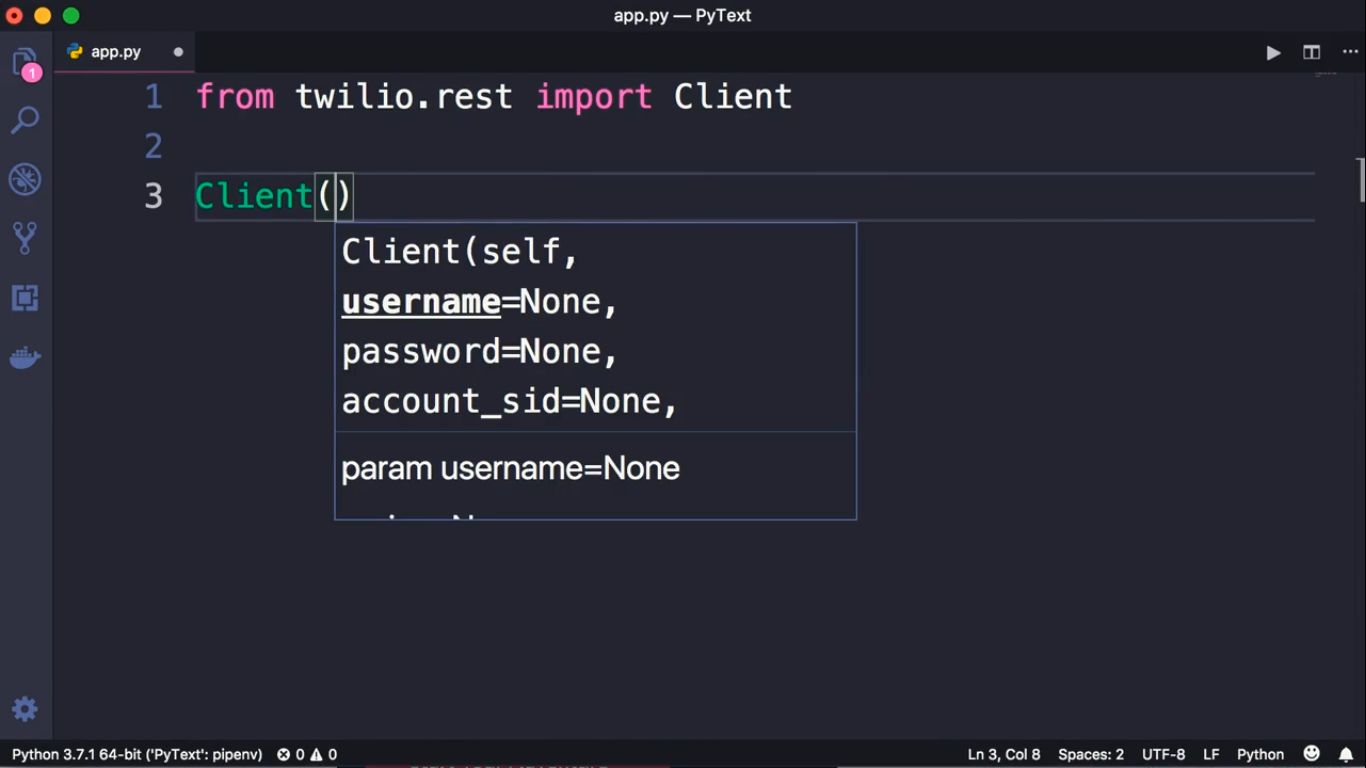 app.py — PyText
app.py
1
1 from twilio.rest import Client
2
3 Client()
Client(self,
username=None,
password=None,
account_sid=None,
param username=None
Python 3.7.1 64-bit ('PyText': pipenv) 0 0 Ln 3, Col 8 Spaces: 2 UTF-8 LF Python